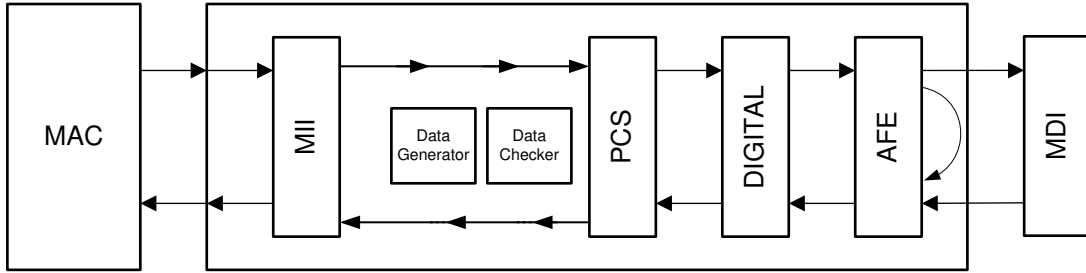 MAC
MII
Data
Generator
Data
Checker
PCS
DIGITAL
AFE
MDI